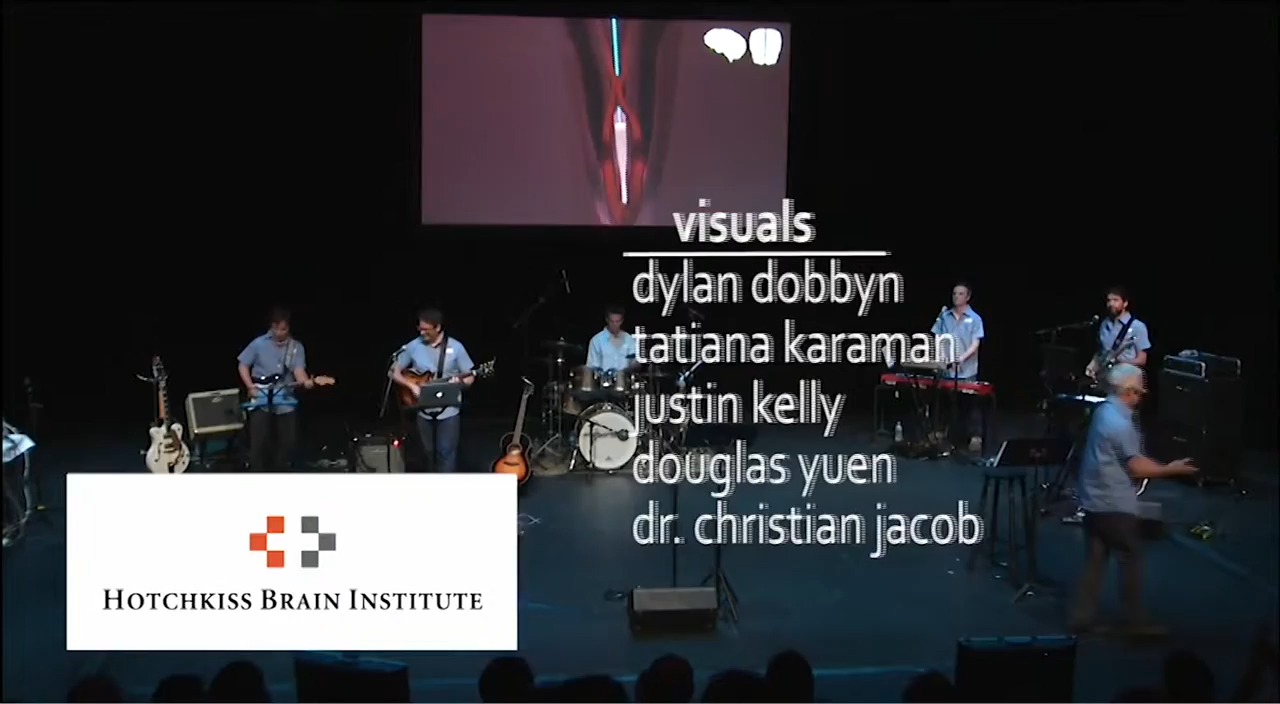 visuals
dylan dobbyn
tatiana karaman
justin kelly
douglas yuen
dr. christian jacob
HOTCHKISS BRAIN INSTITUTE